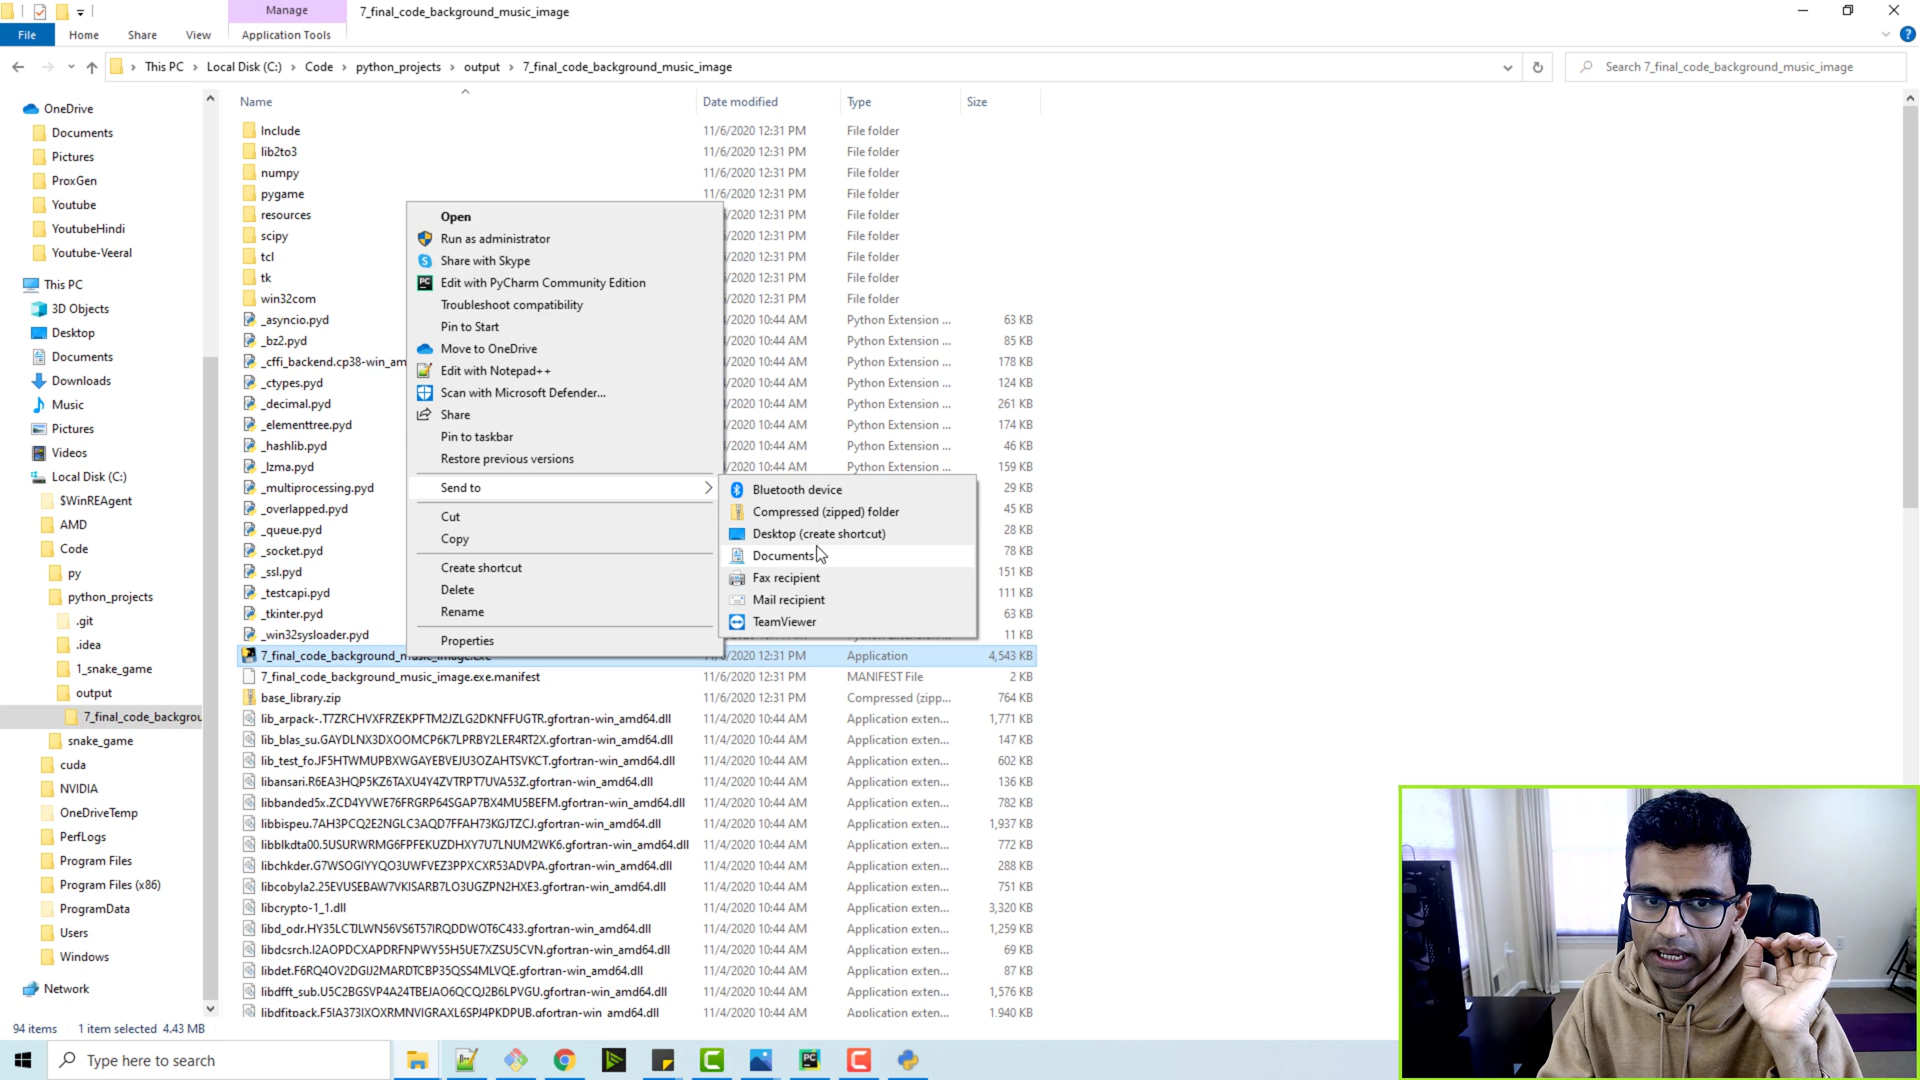 Manage
7_final_code_background_music_image
File
Home
Share
View
Application Tools
This PC
Local Disk (C:)
Code
python_projects
output
7_final_code_background_music_image
Search 7_final_code_background_music_image
OneDrive
Documents
Pictures
ProxGen
Youtube
YoutubeHindi
Youtube-Veeral
This PC
3D Objects
Desktop
Documents
Downloads
Music
Pictures
Videos
Local Disk (C:)
$WinREAgent
AMD
Code
py
python_projects
.git
.idea
1_snake_game
output
7_final_code_backgrou
snake_game
cuda
NVIDIA
OneDriveTemp
PerfLogs
Program Files
Program Files (x86)
ProgramData
Users
Windows
Network
Name Date modified Type Size
Include 11/6/2020 12:31 PM File folder
lib2to3 11/6/2020 12:31 PM File folder
numpy 11/6/2020 12:31 PM File folder
pygame 11/6/2020 12:31 PM File folder
resources /2020 12:31 PM File folder
scipy /2020 12:31 PM File folder
tcl /2020 12:31 PM File folder
tk /2020 12:31 PM File folder
win32com /2020 12:31 PM File folder
_asyncio.pyd /2020 10:44 AM Python Extension ... 63 KB
_bz2.pyd /2020 10:44 AM Python Extension ... 85 KB
_cffi_backend.cp38-win_am /2020 10:44 AM Python Extension ... 178 KB
_ctypes.pyd /2020 10:44 AM Python Extension ... 124 KB
_decimal.pyd /2020 10:44 AM Python Extension ... 261 KB
_elementtree.pyd /2020 10:44 AM Python Extension ... 174 KB
_hashlib.pyd /2020 10:44 AM Python Extension ... 46 KB
_lzma.pyd /2020 10:44 AM Python Extension ... 159 KB
_multiprocessing.pyd 29 KB
_overlapped.pyd 45 KB
_queue.pyd 28 KB
_socket.pyd 78 KB
_ssl.pyd 151 KB
_testcapi.pyd 111 KB
_tkinter.pyd 63 KB
_win32sysloader.pyd 11 KB
7_final_code_background_music_image.exe 12:31 PM Application 4,543 KB
7_final_code_background_music_image.exe.manifest 11/6/2020 12:31 PM MANIFEST File 2 KB
base_library.zip 11/6/2020 12:31 PM Compressed (zipp... 764 KB
lib_arpack-.T7ZRCHVXFRZEKPFTM2JZLG2DKNFFUGTR.gfortran-win_amd64.dll 11/4/2020 10:44 AM Application exten... 1,771 KB
lib_blas_su.GAYDLNX3DXOOMCP6K7LPRBY2LER4RT2X.gfortran-win_amd64.dll 11/4/2020 10:44 AM Application exten... 147 KB
lib_test_fo.JF5HTWMUPBXWGAYEBVEJU3OZAHTSVKCT.gfortran-win_amd64.dll 11/4/2020 10:44 AM Application exten... 602 KB
libansari.R6EA3HQP5KZ6TAXU4Y4ZVTRPT7UVA53Z.gfortran-win_amd64.dll 11/4/2020 10:44 AM Application exten... 136 KB
libbanded5x.ZCD4YVWE76FRGRP64SGAP7BX4MU5BEFM.gfortran-win_amd64.dll 11/4/2020 10:44 AM Application exten... 782 KB
libbispeu.7AH3PCQ2E2NGLC3AQD7FFAH73KGJTZCJ.gfortran-win_amd64.dll 11/4/2020 10:44 AM Application exten... 1,937 KB
libblkdta00.5USURWRMG6FPFEKUZDHXY7U7LNUM2WK6.gfortran-win_amd64.dll 11/4/2020 10:44 AM Application exten... 772 KB
libchkder.G7WSOGIYYQO3UWFVEZ3PPXCXR53ADVPA.gfortran-win_amd64.dll 11/4/2020 10:44 AM Application exten... 288 KB
libcobyla2.25EVUSEBAW7VKISARB7LO3UGZPN2HXE3.gfortran-win_amd64.dll 11/4/2020 10:44 AM Application exten... 751 KB
libcrypto-1_1.dll 11/4/2020 10:44 AM Application exten... 3,320 KB
libd_odr.HY35LCTJLWN56VS6T57IRQDDWOT6C433.gfortran-win_amd64.dll 11/4/2020 10:44 AM Application exten... 1,259 KB
libdcsrch.I2AOPDCXAPDRFNPWY55H5UE7XZSU5CVN.gfortran-win_amd64.dll 11/4/2020 10:44 AM Application exten... 69 KB
libdet.F6RQ4OV2DGIJ2MARDTCBP35QSS4MLVQE.gfortran-win_amd64.dll 11/4/2020 10:44 AM Application exten... 87 KB
libdfft_sub.U5C2BGSVP4A24TBEJAO6QCQJ2B6LPVGU.gfortran-win_amd64.dll 11/4/2020 10:44 AM Application exten... 1,576 KB
libdfitpack.F5IA373IXOXRMNVIGRAXL6SPJ4PKDPUB.gfortran-win_amd64.dll 11/4/2020 10:44 AM Application exten... 1,940 KB
Open
Run as administrator
Share with Skype
Edit with PyCharm Community Edition
Troubleshoot compatibility
Pin to Start
Move to OneDrive
Edit with Notepad++
Scan with Microsoft Defender...
Share
Pin to taskbar
Restore previous versions
Send to
Cut
Copy
Create shortcut
Delete
Rename
Properties
Bluetooth device
Compressed (zipped) folder
Desktop (create shortcut)
Documents
Fax recipient
Mail recipient
TeamViewer
94 items 1 item selected 4.43 MB
Type here to search